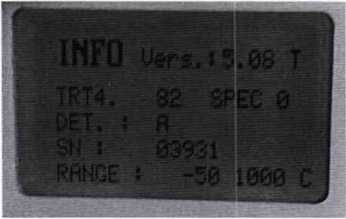 INFO Vers.:5.08 T
TRT4. 82 SPEC 0
DET. : A
SN : 03931
RANGE : -50 1000 C